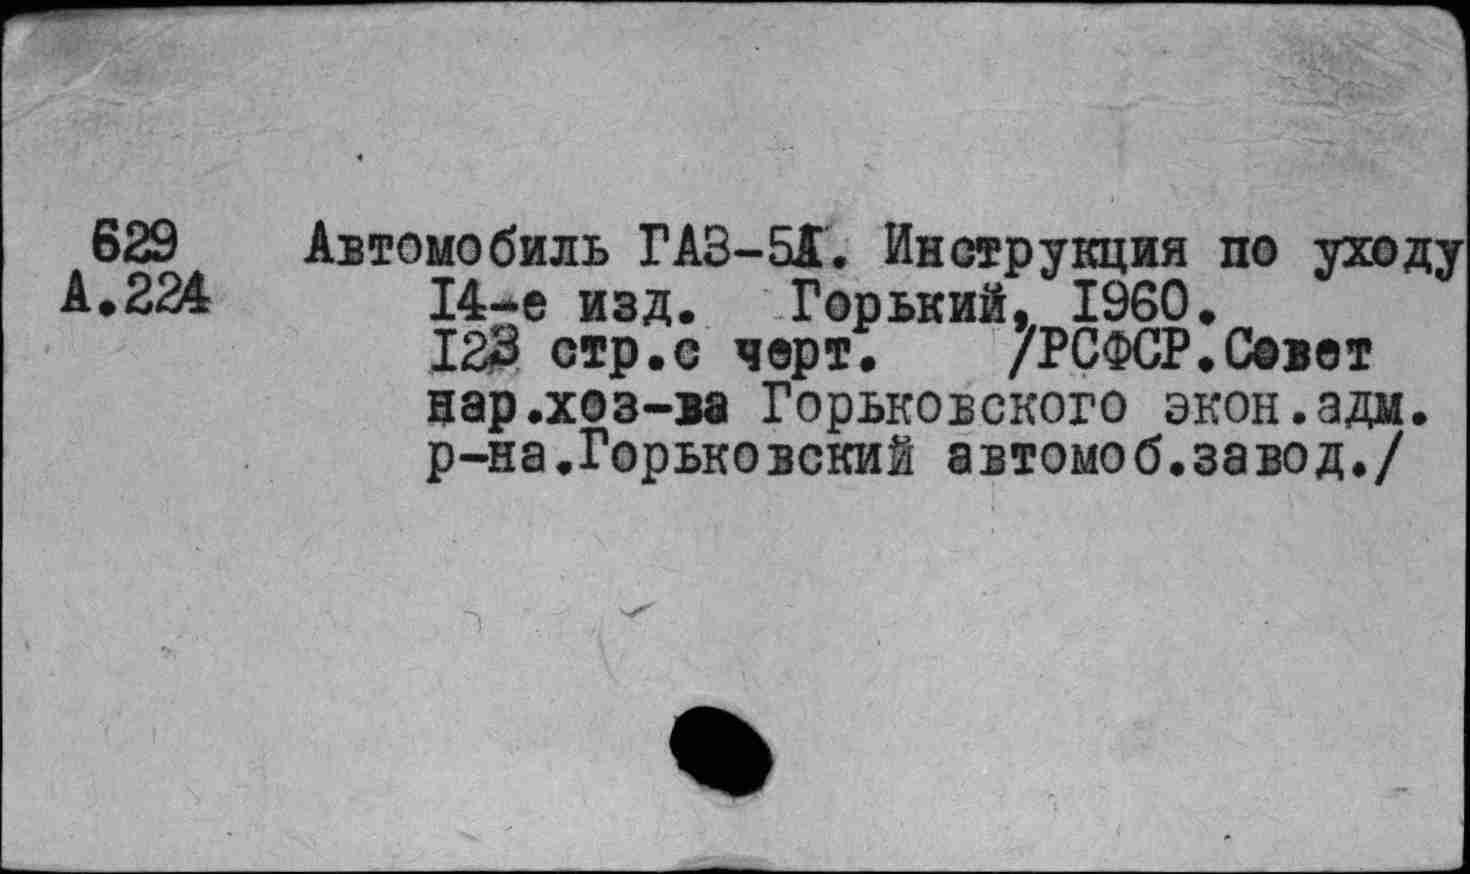 629 Автомобиль ГАЗ-51. Инструкция по уходу
А.224 14-е изд. Горький, 1960.
123 стр.с черт. /РСФСР.Совет
нар.хоз-ва Горьковского экон.адм.
р-на.Горьковский автомоб.завод./